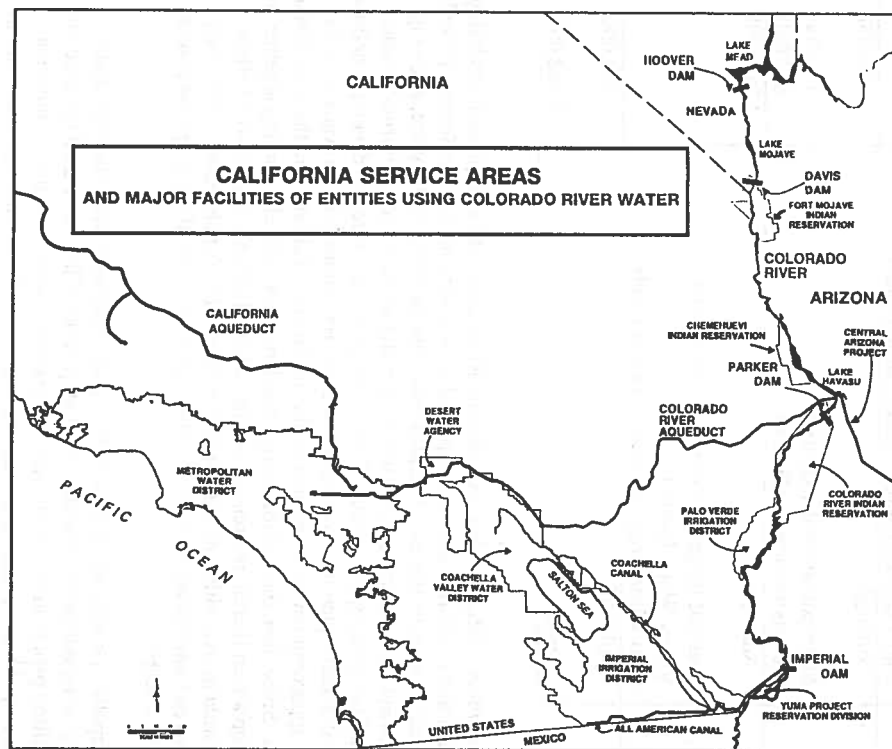 LAKE
MEAD
HOOVER
DAM
CALIFORNIA
NEVADA
LAKE
MOJAVE
CALIFORNIA SERVICE AREAS
AND MAJOR FACILITIES OF ENTITIES USING COLORADO RIVER WATER
DAVIS
DAM
FORT MOJAVE
INDIAN
RESERVATION
COLORADO
RIVER
ARIZONA
CALIFORNIA
AQUEDUCT
CHEMEHUEVI
INDIAN RESERVATION
CENTRAL
ARIZONA
PROJECT
PARKER
DAM
LAKE
HAVASU
DESERT
WATER
AGENCY
COLORADO
RIVER
AQUEDUCT
METROPOLITAN
WATER
DISTRICT
PACIFIC
OCEAN
COLORADO
RIVER INDIAN
RESERVATION
PALO VERDE
IRRIGATION
DISTRICT
COACHELLA
VALLEY WATER
DISTRICT
SALTON SEA
COACHELLA
CANAL
IMPERIAL
IRRIGATION
DISTRICT
IMPERIAL
OAM
YUMA PROJECT
RESERVATION DIVISION
UNITED STATES
MEXICO
ALL AMERICAN CANAL